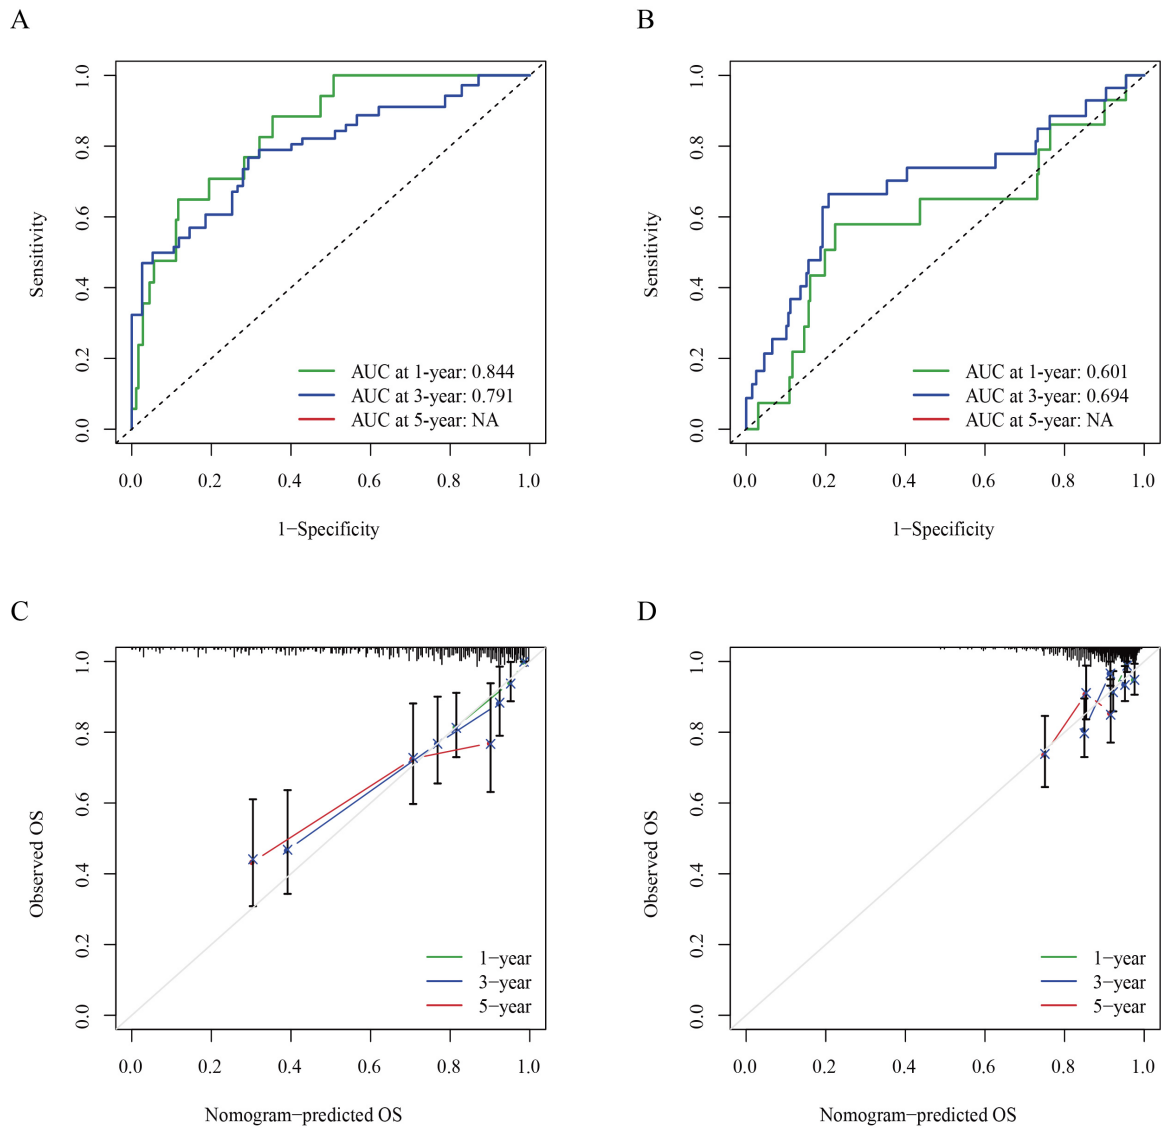 A
Sensitivity
0.0 0.2 0.4 0.6 0.8 1.0
AUC at 1-year: 0.844
AUC at 3-year: 0.791
AUC at 5-year: NA
0.0 0.2 0.4 0.6 0.8 1.0
1−Specificity
B
Sensitivity
0.0 0.2 0.4 0.6 0.8 1.0
AUC at 1-year: 0.601
AUC at 3-year: 0.694
AUC at 5-year: NA
0.0 0.2 0.4 0.6 0.8 1.0
1−Specificity
C
Observed OS
0.0 0.2 0.4 0.6 0.8 1.0
1−year
3−year
5−year
0.0 0.2 0.4 0.6 0.8 1.0
Nomogram−predicted OS
D
Observed OS
0.0 0.2 0.4 0.6 0.8 1.0
1−year
3−year
5−year
0.0 0.2 0.4 0.6 0.8 1.0
Nomogram−predicted OS